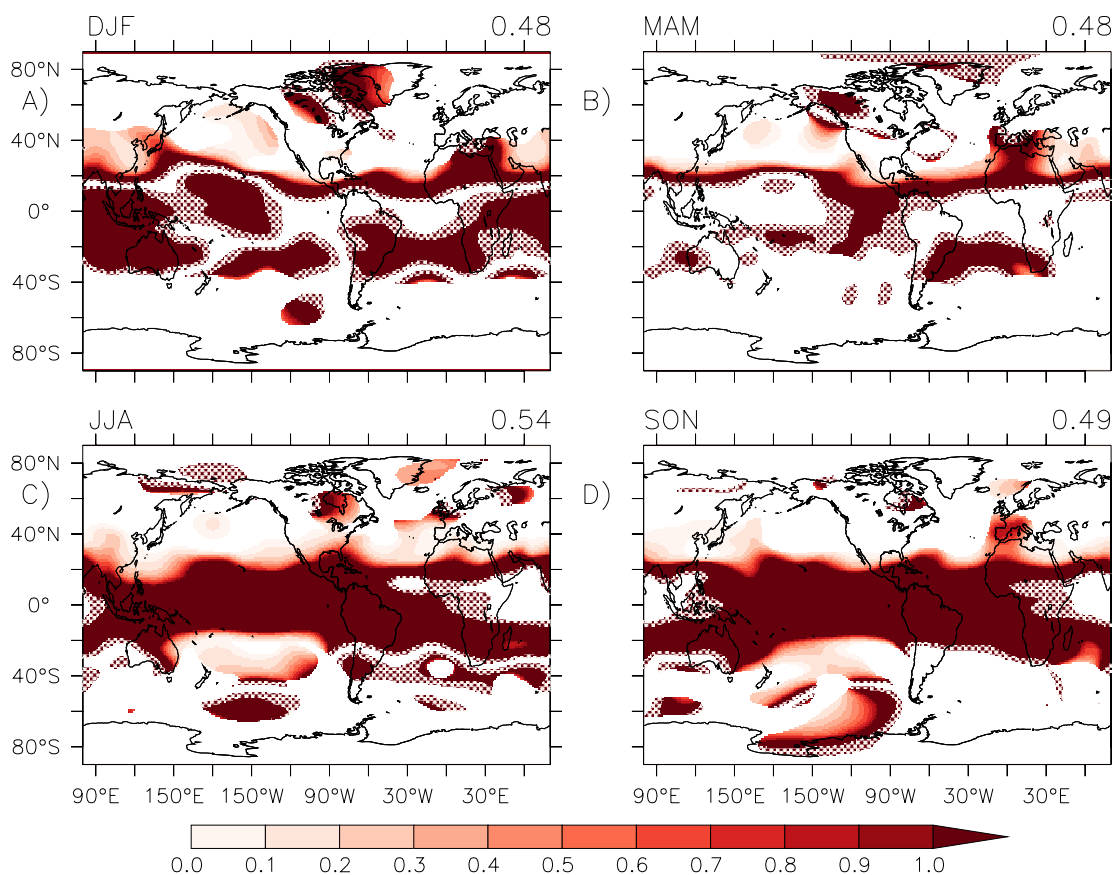 DJF 0.48 MAM 0.48
80°N
A) B)
40°N
0°
40°S
80°S
JJA 0.54 SON 0.49
80°N
C) D)
40°N
0°
40°S
80°S
90°E 150°E 150°W 90°W 30°W 30°E 90°E 150°E 150°W 90°W 30°W 30°E
0.0 0.1 0.2 0.3 0.4 0.5 0.6 0.7 0.8 0.9 1.0